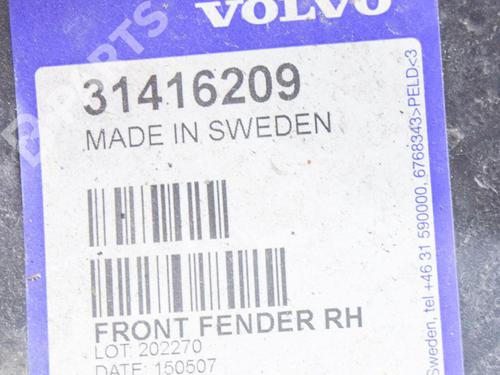 VOLVO
31416209
MADE IN SWEDEN
FRONT FENDER RH
LOT: 202270
DATE: 150507
Sweden, tel +46 31 590000, 6768343>PELD<3
B-PARTS